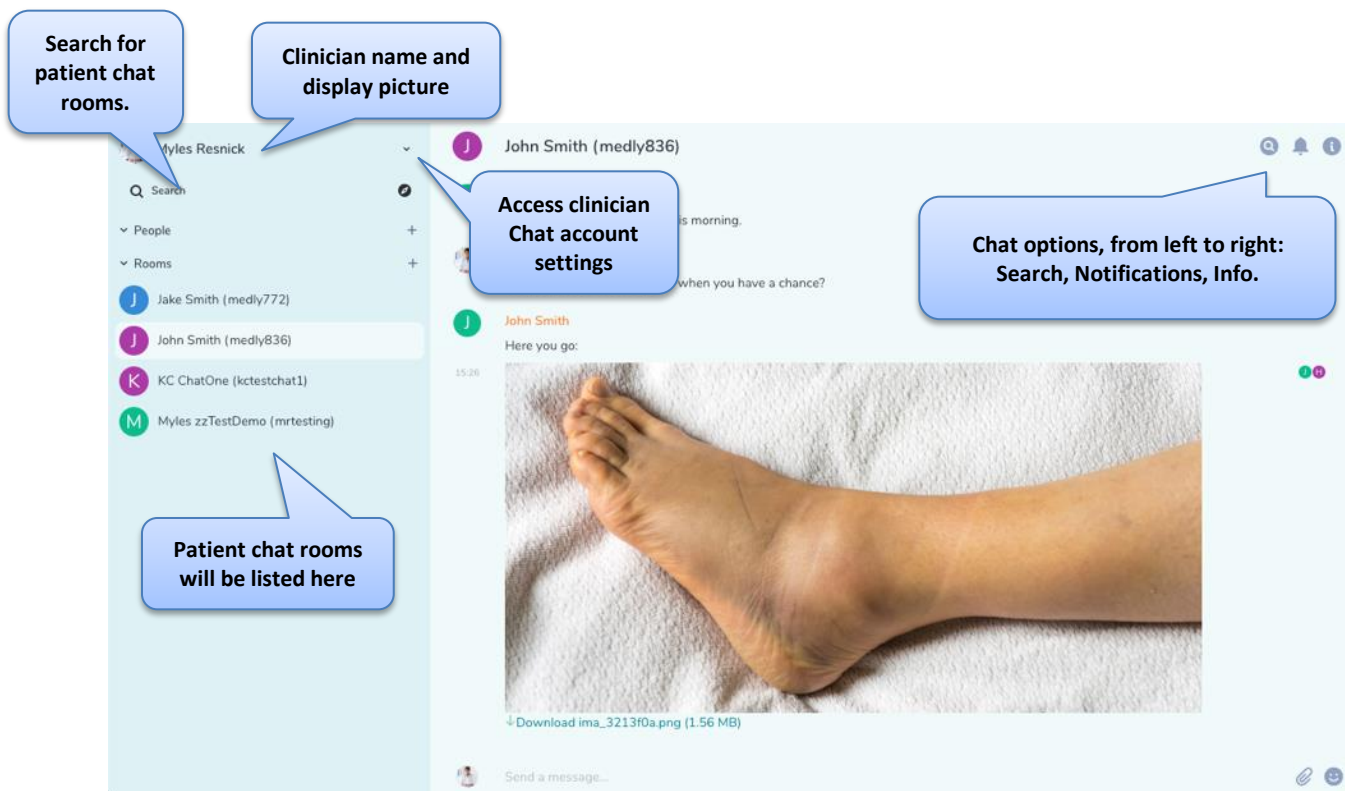 Search for
patient chat
rooms.
Clinician name and
display picture
Myles Resnick
Search
People
Rooms
Jake Smith (medly772)
John Smith (medly836)
KC ChatOne (kctestchat1)
Myles zzTestDemo (mrtesting)
Patient chat rooms
will be listed here
John Smith (medly836)
Access clinician
Chat account
settings
Chat options, from left to right:
Search, Notifications, Info.
morning.
when you have a chance?
John Smith
Here you go:
15:26
Download ima_3213f0a.png (1.56 MB)
Send a message...